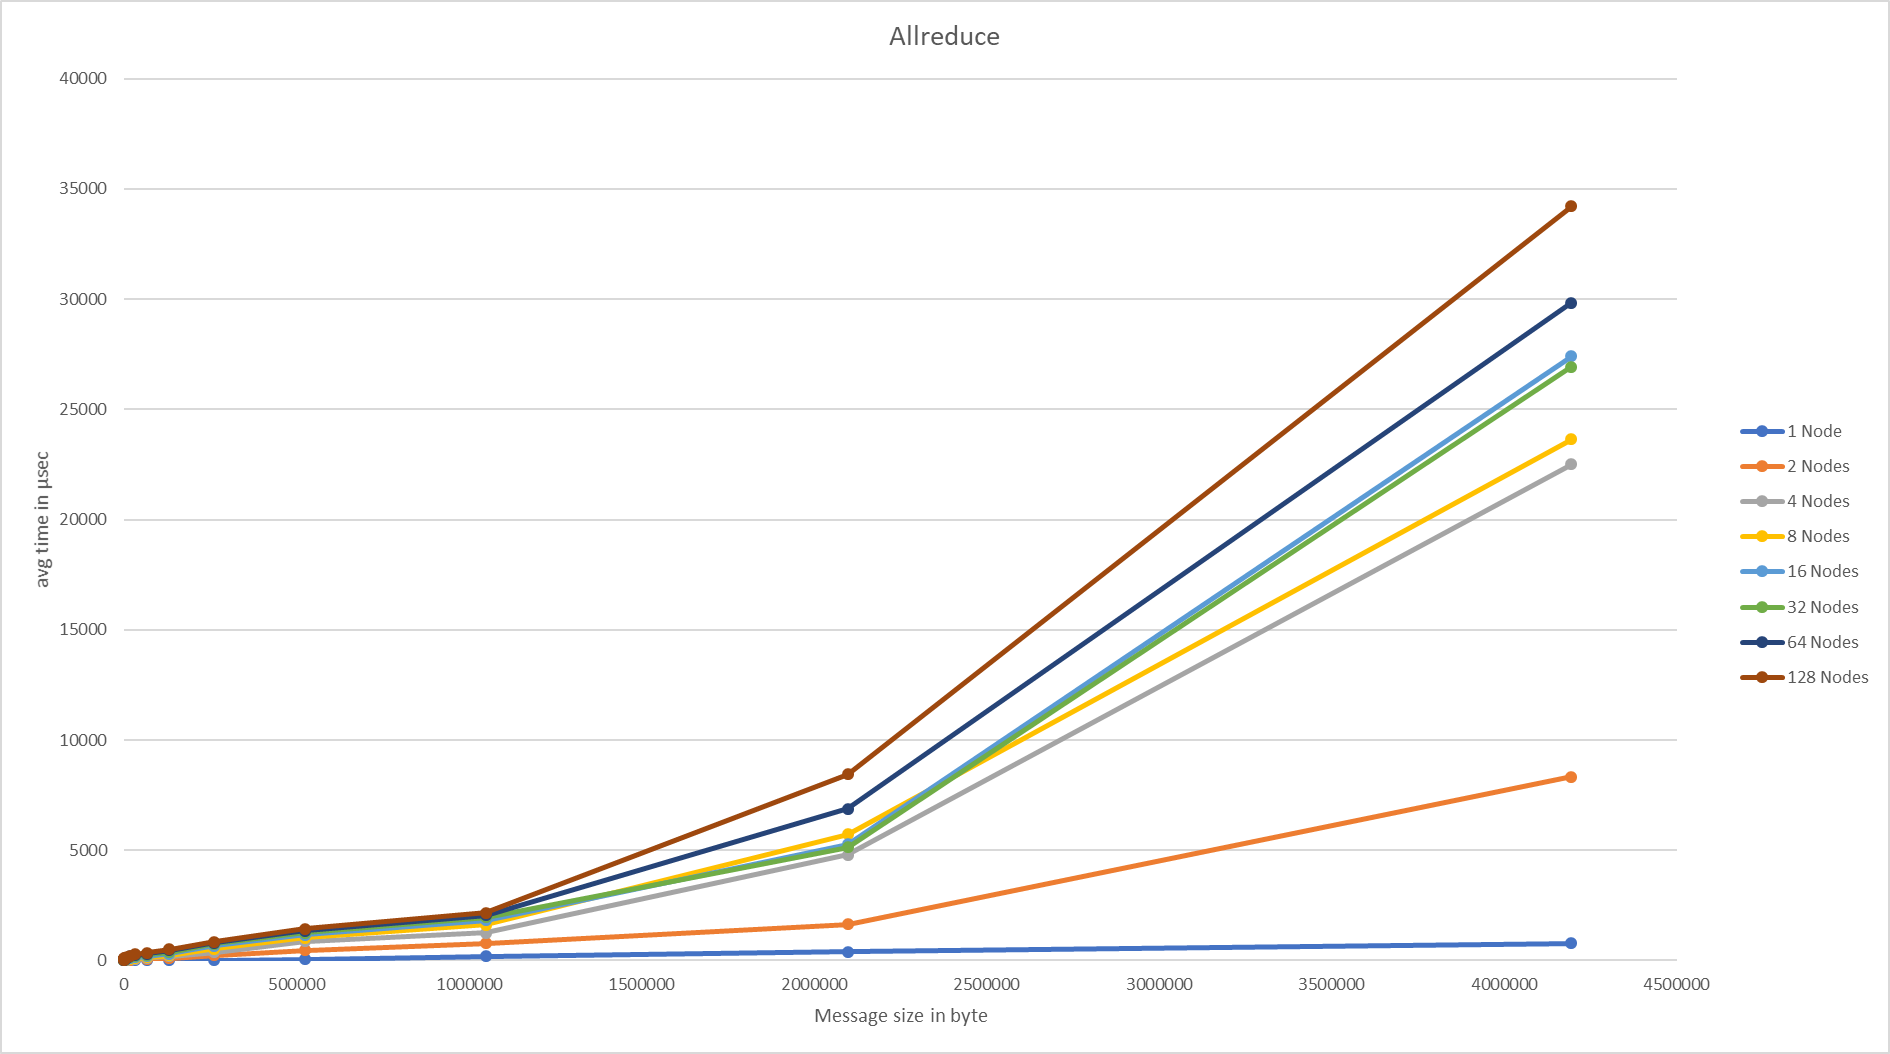 Allreduce
40000
35000
30000
25000
20000
15000
10000
5000
0
avg time in µsec
0 500000 1000000 1500000 2000000 2500000 3000000 3500000 4000000 4500000
Message size in byte
1 Node
2 Nodes
4 Nodes
8 Nodes
16 Nodes
32 Nodes
64 Nodes
128 Nodes